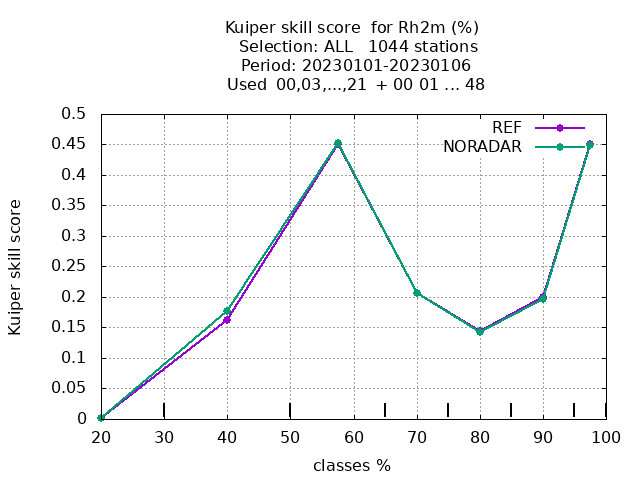 Kuiper skill score  for Rh2m (%)
Selection: ALL   1044 stations
Period: 20230101-20230106
Used  00,03,...,21  + 00 01 ... 48
0.5
REF
0.45
NORADAR
0.4
0.35
0.3
0.25
0.2
0.15
0.1
0.05
0
Kuiper skill score
20 30 40 50 60 70 80 90 100
classes %